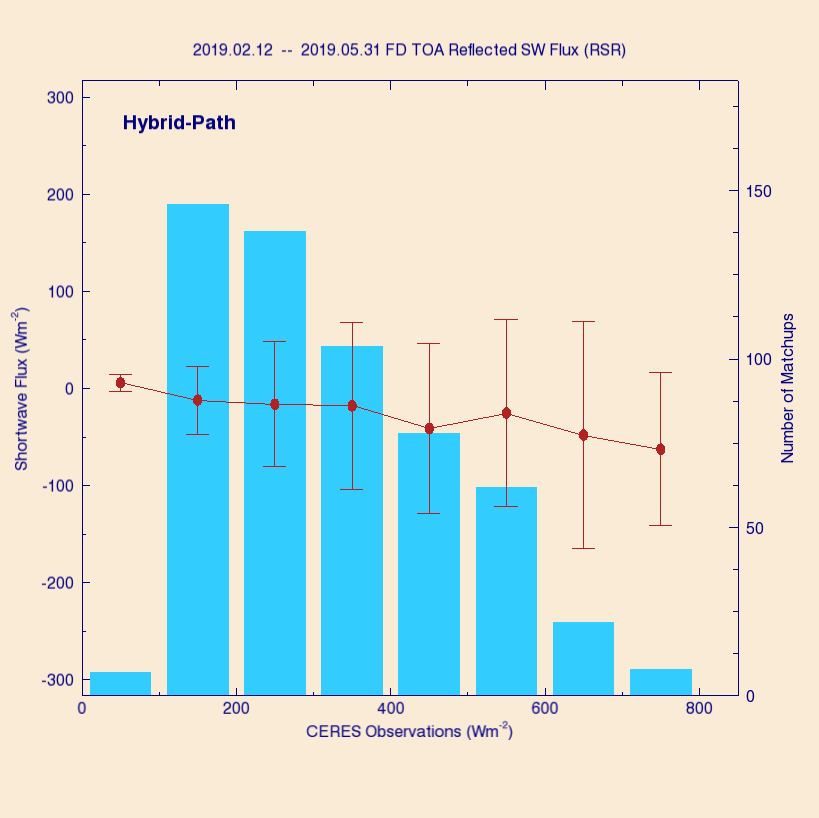 2019.02.12 -- 2019.05.31 FD TOA Reflected SW Flux (RSR)
Hybrid-Path
Shortwave Flux (Wm-2)
300
200
100
0
-100
-200
-300
150
100
50
0
Number of Matchups
0 200 400 600 800
CERES Observations (Wm-2)